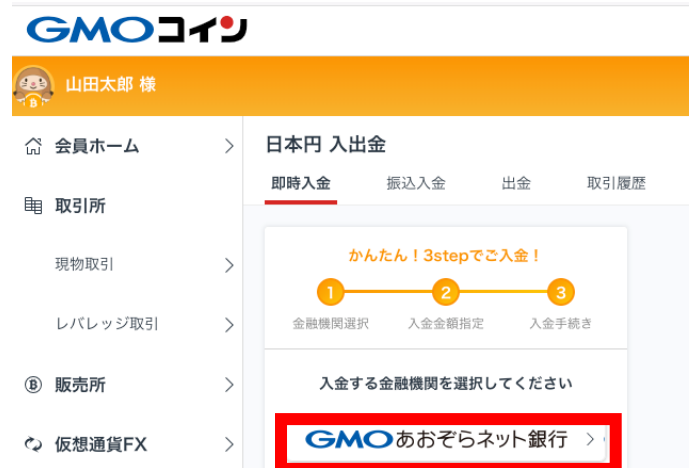 GMOコイン
山田太郎 様
会員ホーム
取引所
現物取引
レバレッジ取引
販売所
仮想通貨FX
日本円 入出金
即時入金 振込入金 出金 取引履歴
かんたん！3stepでご入金！
1 2 3
金融機関選択 入金金額指定 入金手続き
入金する金融機関を選択してください
GMOあおぞらネット銀行